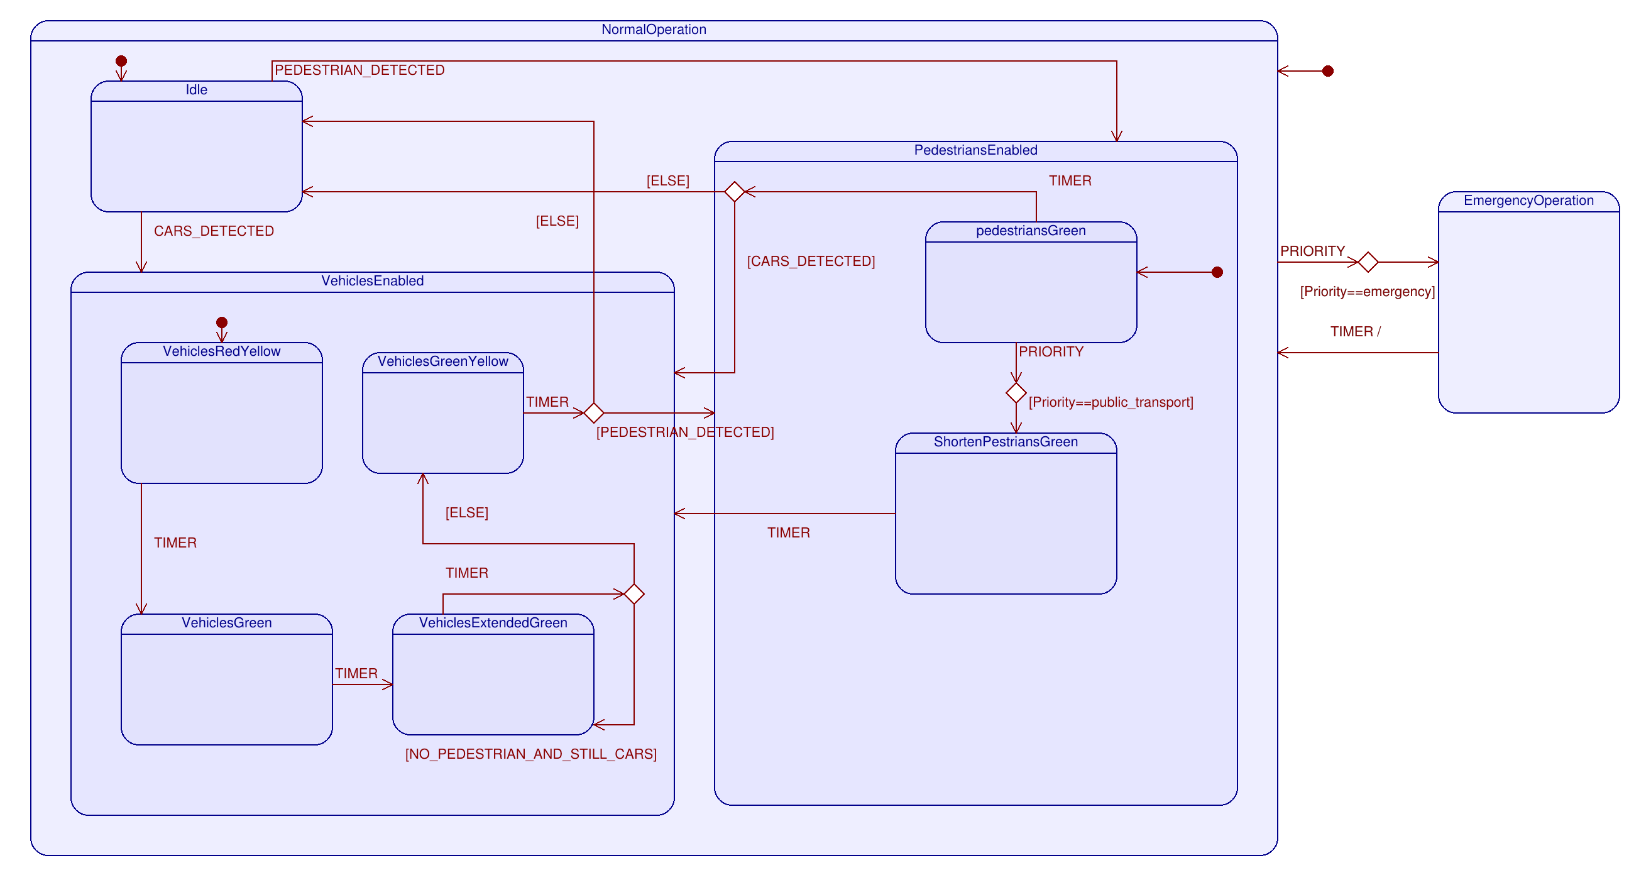 NormalOperation
PEDESTRIAN_DETECTED
Idle
PedestriansEnabled
[ELSE]
TIMER
EmergencyOperation
[ELSE]
CARS_DETECTED
pedestriansGreen
PRIORITY
[CARS_DETECTED]
VehiclesEnabled
[Priority==emergency]
TIMER /
VehiclesRedYellow
VehiclesGreenYellow
PRIORITY
TIMER
[Priority==public_transport]
[PEDESTRIAN_DETECTED]
ShortenPestriansGreen
[ELSE]
TIMER
TIMER
TIMER
VehiclesGreen
VehiclesExtendedGreen
TIMER
[NO_PEDESTRIAN_AND_STILL_CARS]